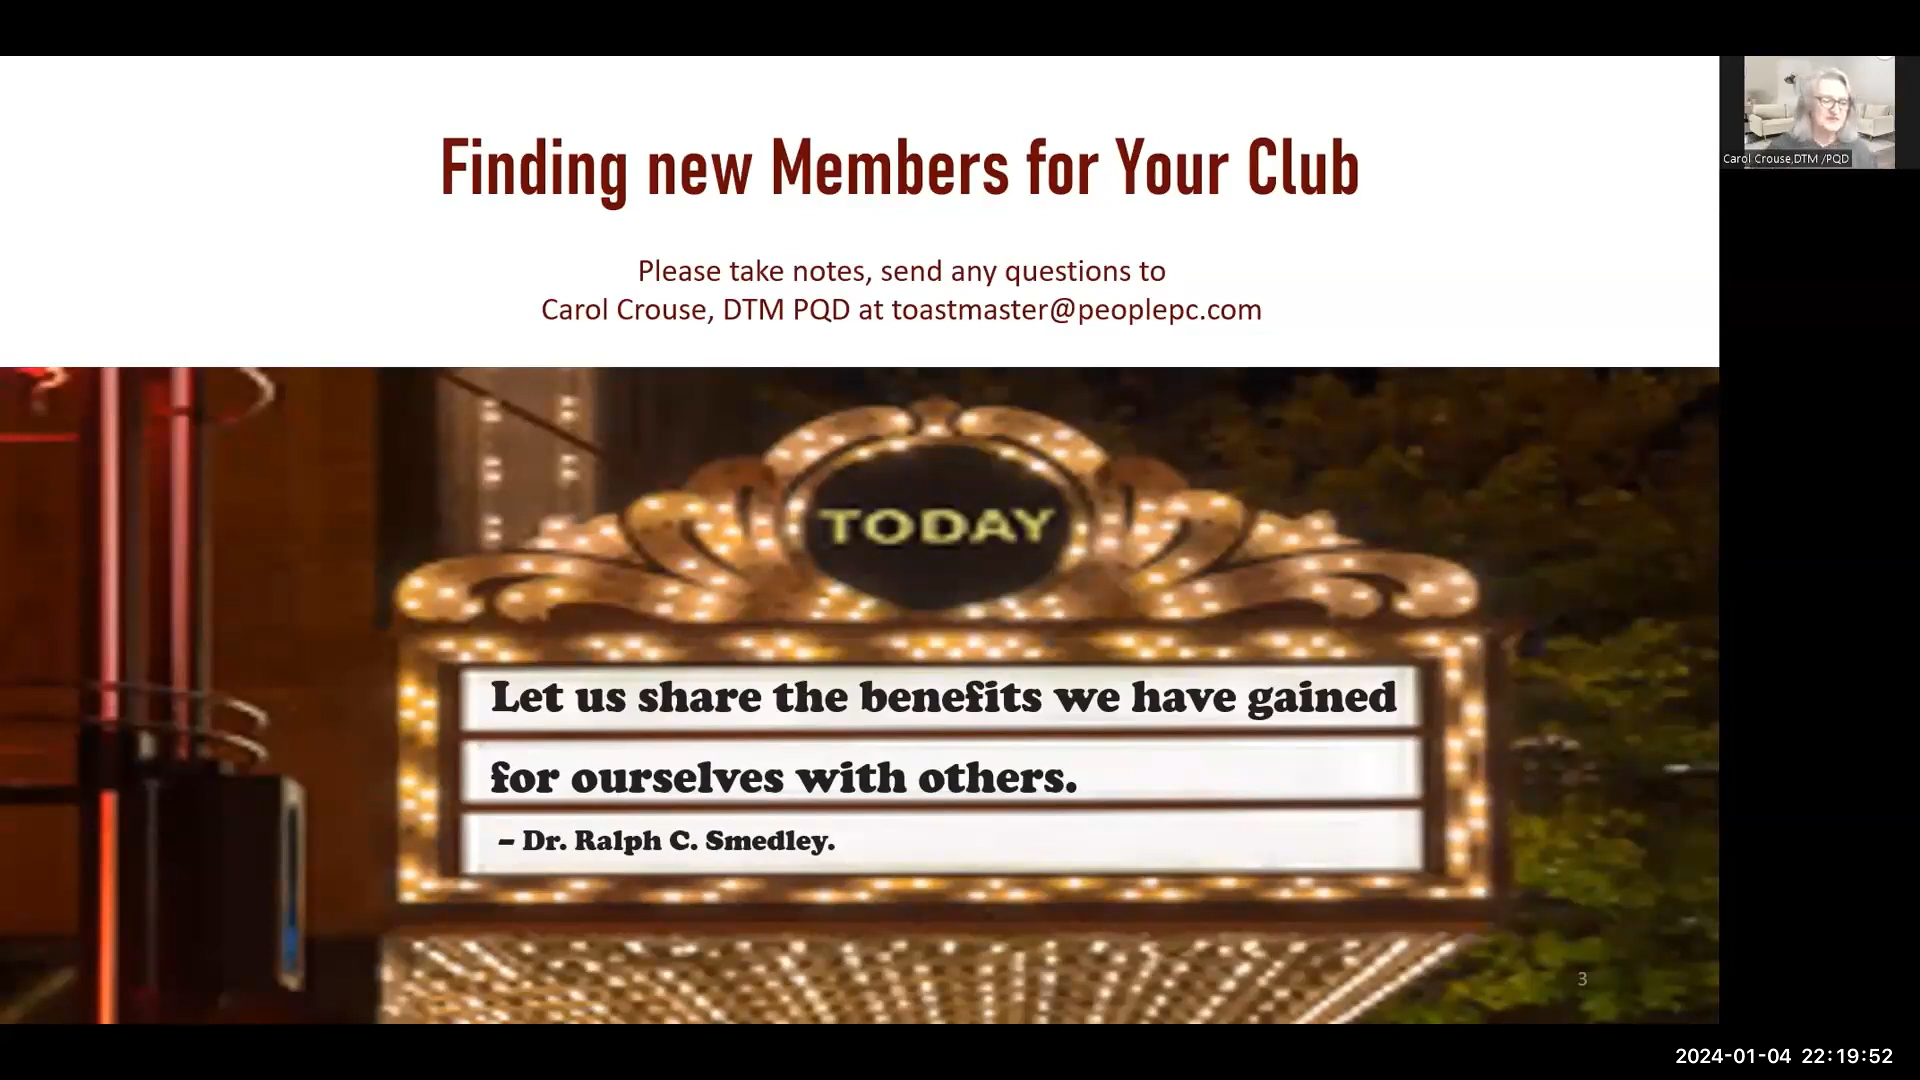 Finding new Members for Your Club
Please take notes, send any questions to
Carol Crouse, DTM PQD at toastmaster@peoplepc.com
Carol Crouse,DTM /PQD
TODAY
Let us share the benefits we have gained
for ourselves with others.
– Dr. Ralph C. Smedley.
3
2024-01-04 22:19:52